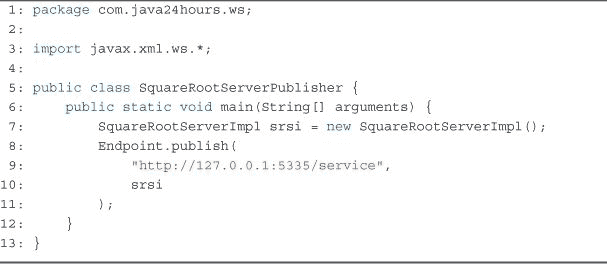 1: package com.java24hours.ws;
2:
3: import javax.xml.ws.*;
4:
5: public class SquareRootServerPublisher {
6:     public static void main(String[] arguments) {
7:         SquareRootServerImpl srsi = new SquareRootServerImpl();
8:         Endpoint.publish(
9:             "http://127.0.0.1:5335/service",
10:             srsi
11:         );
12:     }
13: }